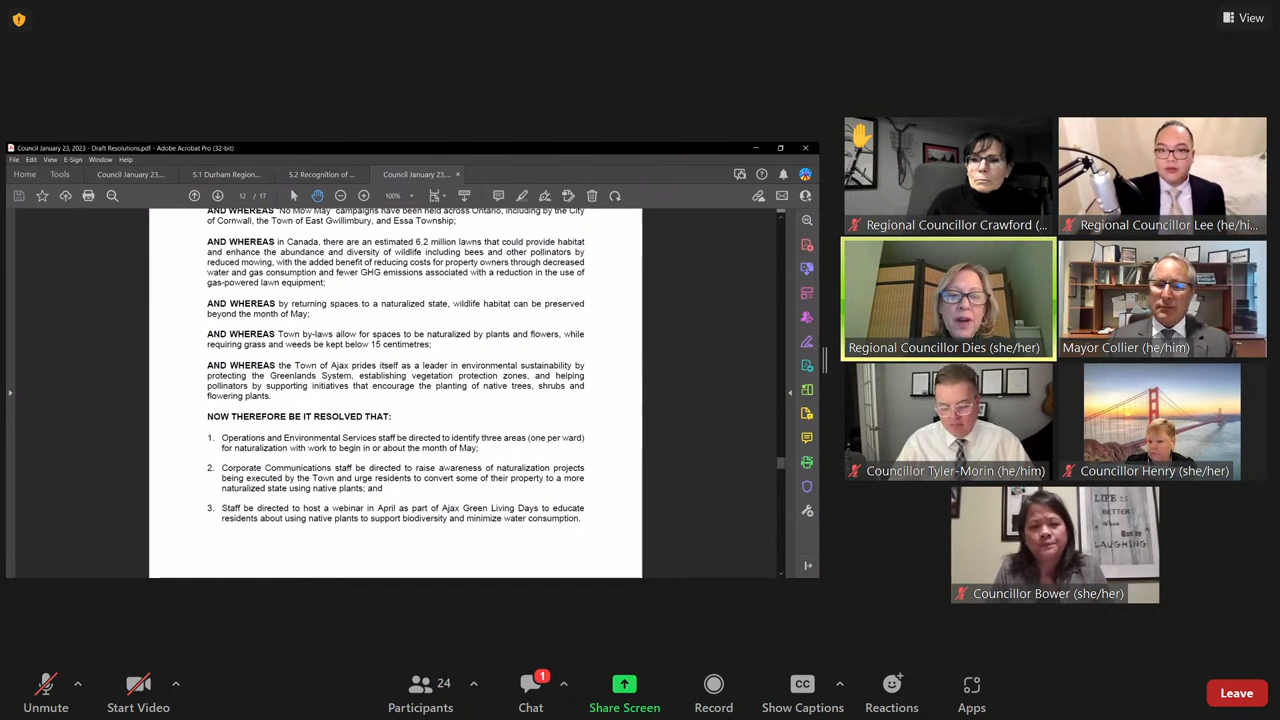 View
Council January 23, 2023 - Draft Resolutions.pdf - Adobe Acrobat Pro (32-bit)
File Edit View E-Sign Window Help
Home Tools Council January 23,... 5.1 Durham Region... 5.2 Recognition of ... Council January 23,... ×
12 / 17 100%
AND WHEREAS "No Mow May" campaigns have been held across Ontario, including by the City
of Cornwall, the Town of East Gwillimbury, and Essa Township;
AND WHEREAS in Canada, there are an estimated 6.2 million lawns that could provide habitat
and enhance the abundance and diversity of wildlife including bees and other pollinators by
reduced mowing, with the added benefit of reducing costs for property owners through decreased
water and gas consumption and fewer GHG emissions associated with a reduction in the use of
gas-powered lawn equipment;
AND WHEREAS by returning spaces to a naturalized state, wildlife habitat can be preserved
beyond the month of May;
AND WHEREAS Town by-laws allow for spaces to be naturalized by plants and flowers, while
requiring grass and weeds be kept below 15 centimetres;
AND WHEREAS the Town of Ajax prides itself as a leader in environmental sustainability by
protecting the Greenlands System, establishing vegetation protection zones, and helping
pollinators by supporting initiatives that encourage the planting of native trees, shrubs and
flowering plants.
NOW THEREFORE BE IT RESOLVED THAT:
1. Operations and Environmental Services staff be directed to identify three areas (one per ward)
for naturalization with work to begin in or about the month of May;
2. Corporate Communications staff be directed to raise awareness of naturalization projects
being executed by the Town and urge residents to convert some of their property to a more
naturalized state using native plants; and
3. Staff be directed to host a webinar in April as part of Ajax Green Living Days to educate
residents about using native plants to support biodiversity and minimize water consumption.
Regional Councillor Crawford (...
Regional Councillor Lee (he/hi...
Regional Councillor Dies (she/her)
Mayor Collier (he/him)
Councillor Tyler-Morin (he/him)
Councillor Henry (she/her)
LIFE IS
BETTER
When
LAUGHING
Councillor Bower (she/her)
24
1
CC
Unmute
Start Video
Participants
Chat
Share Screen
Record
Show Captions
Reactions
Apps
Leave